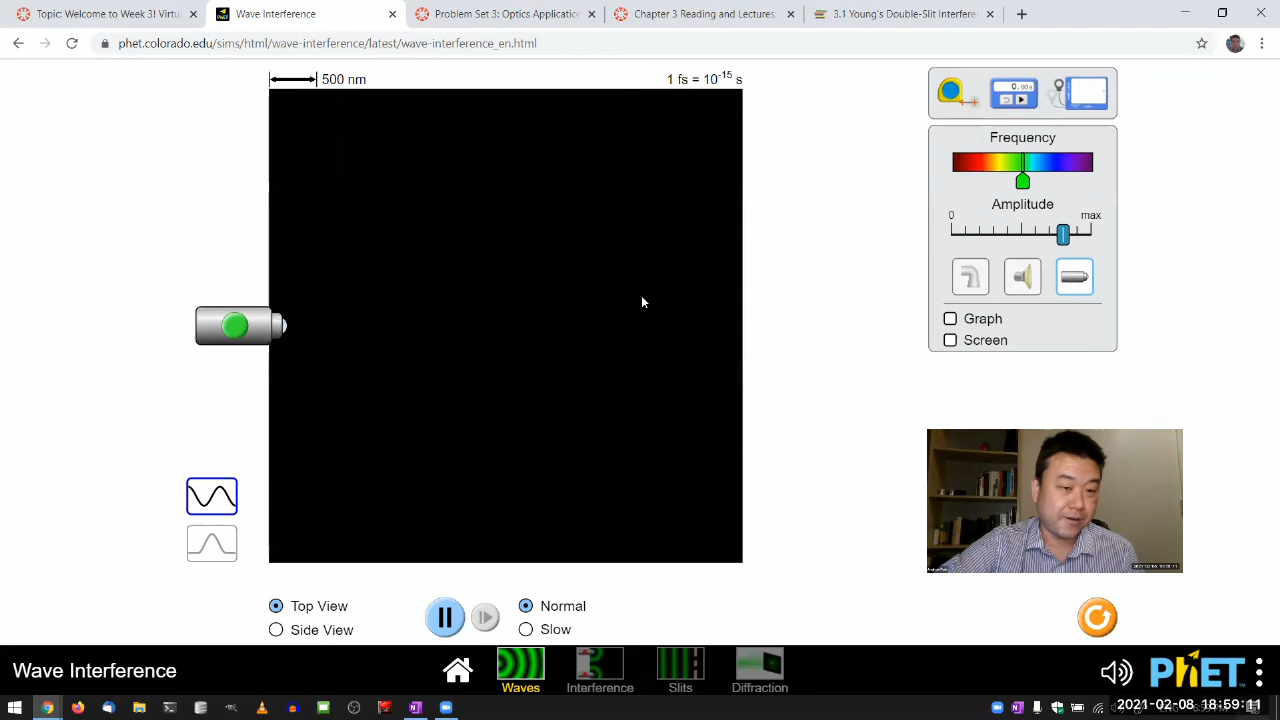 Topic: Welcome to Week 3! Virtu
Wave Interference
Problem Set: Optics Application
Chapter 3 Reading and Lectures:
3.1 Young's Double-Slit Interfere
phet.colorado.edu/sims/html/wave-interference/latest/wave-interference_en.html
500 nm
1 fs = 10⁻¹⁵ s
0.00s
Frequency
Amplitude
0 max
Graph
Screen
Top View
Side View
Normal
Slow
Wave Interference
Waves
Interference
Slits
Diffraction
PhET
2021-02-08 18:59:11